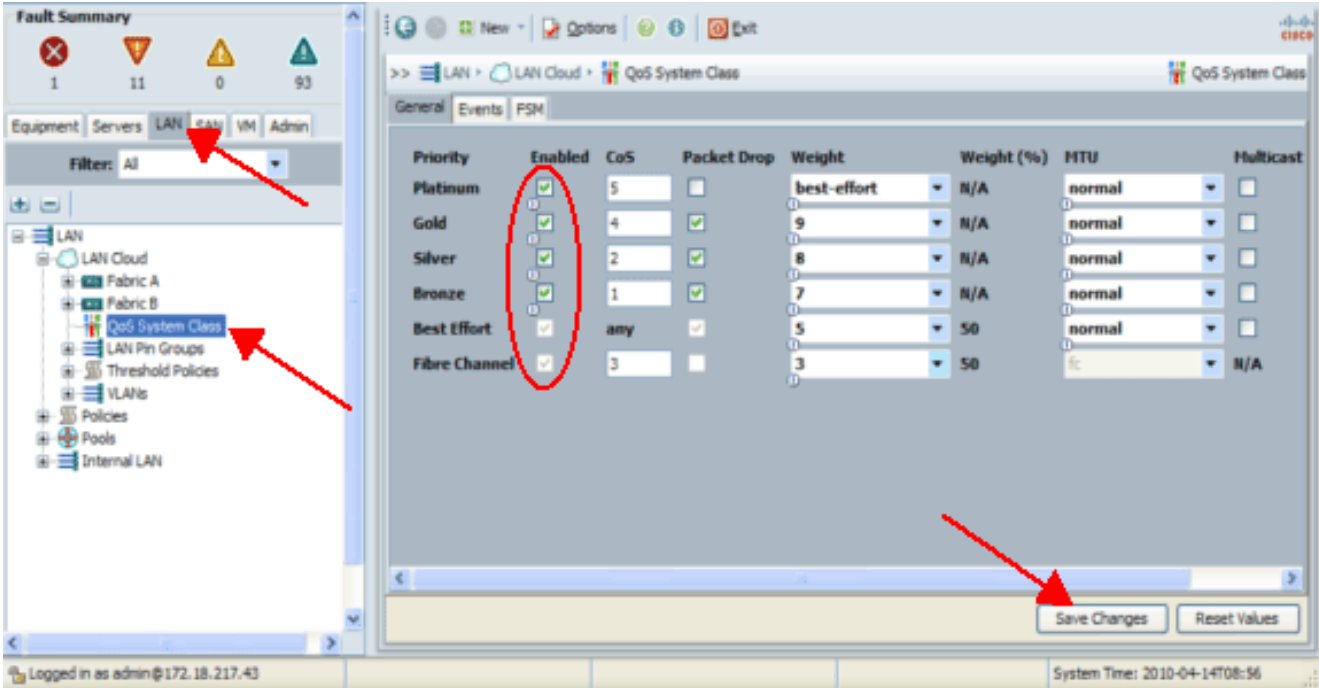 Fault Summary
1 11 0 93
Equipment Servers LAN SAN VM Admin
Filter: All
LAN
LAN Cloud
Fabric A
Fabric B
QoS System Class
LAN Pin Groups
Threshold Policies
VLANs
Policies
Pools
Internal LAN
New Options Exit
cisco
>> LAN LAN Cloud QoS System Class QoS System Class
General Events FSM
Priority Enabled CoS Packet Drop Weight Weight (%) MTU Multicast
Platinum 5 best-effort N/A normal
Gold 4 9 N/A normal
Silver 2 8 N/A normal
Bronze 1 7 N/A normal
Best Effort any 5 50 normal
Fibre Channel 3 3 50 fc N/A
Save Changes Reset Values
Logged in as admin@172.18.217.43 System Time: 2010-04-14T08:56